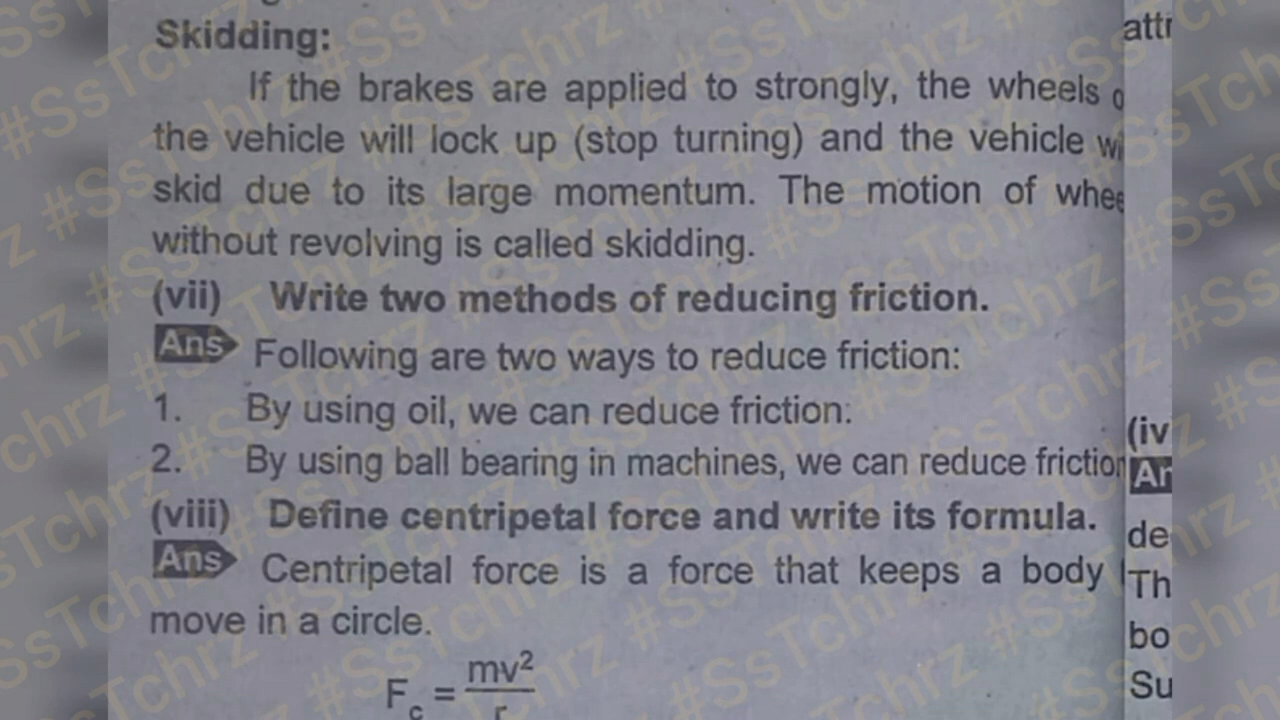 Skidding:
If the brakes are applied to strongly, the wheels
the vehicle will lock up (stop turning) and the vehicle
skid due to its large momentum. The motion of
without revolving is called skidding.
(vii) Write two methods of reducing friction.
Ans Following are two ways to reduce friction:
1. By using oil, we can reduce friction:
2. By using ball bearing in machines, we can reduce friction
(viii) Define centripetal force and write its formula.
Ans Centripetal force is a force that keeps a body
move in a circle.
F_c = mv²/r
(iv
de
Th
bo
Su
#SsTchrz